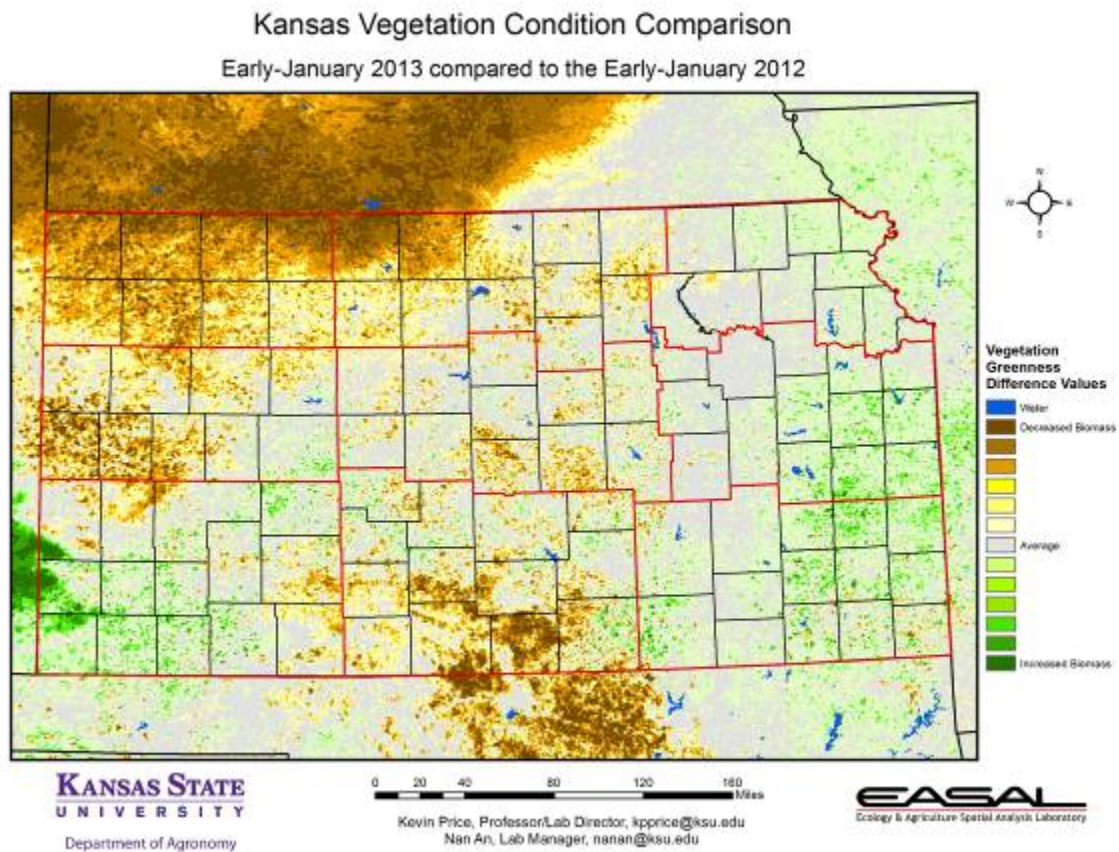 Kansas Vegetation Condition Comparison
Early-January 2013 compared to the Early-January 2012
N
W
E
S
Vegetation
Greenness
Difference Values
Water
Decreased Biomass
Average
Increased Biomass
KANSAS STATE
UNIVERSITY
Department of Agronomy
0 20 40 80 120 160
Miles
Kevin Price, Professor/Lab Director, kpprice@ksu.edu
Nan An, Lab Manager, nanan@ksu.edu
EASAL
Ecology & Agriculture Spatial Analysis Laboratory